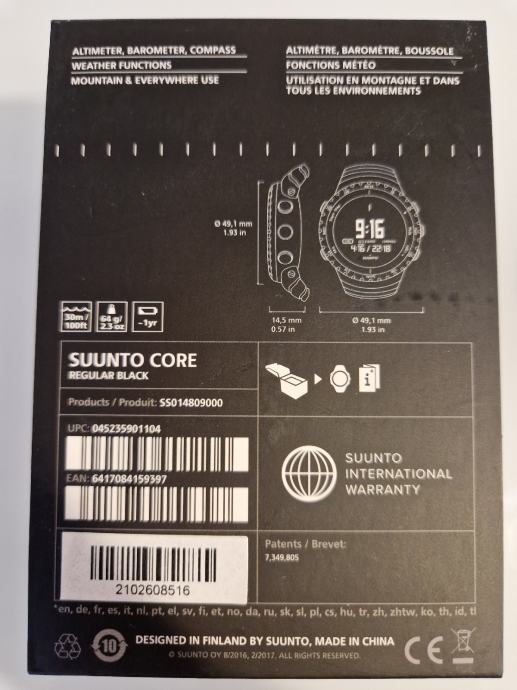 ALTIMETER, BAROMETER, COMPASS
WEATHER FUNCTIONS
MOUNTAIN & EVERYWHERE USE
ALTIMÈTRE, BAROMÈTRE, BOUSSOLE
FONCTIONS MÉTÉO
UTILISATION EN MONTAGNE ET DANS
TOUS LES ENVIRONNEMENTS
Ø 49,1 mm
1.93 in
9:16
4:16 / 22:18
SUUNTO
14,5 mm
0.57 in
Ø 49,1 mm
1.93 in
30m /
100ft
64 g/
2.3 oz
~1yr
SUUNTO CORE
REGULAR BLACK
Products / Produit: SS014809000
UPC: 045235901104
EAN: 6417084159397
2102608516
SUUNTO
INTERNATIONAL
WARRANTY
Patents / Brevet:
7,349,805
*en, de, fr, es, it, nl, pt, el, sv, fi, et, no, da, ru, sk, sl, pl, cs, hu, tr, zh, zhtw, ko, th, id, tl
10
DESIGNED IN FINLAND BY SUUNTO, MADE IN CHINA
© SUUNTO OY 8/2016, 2/2017. ALL RIGHTS RESERVED.
CE